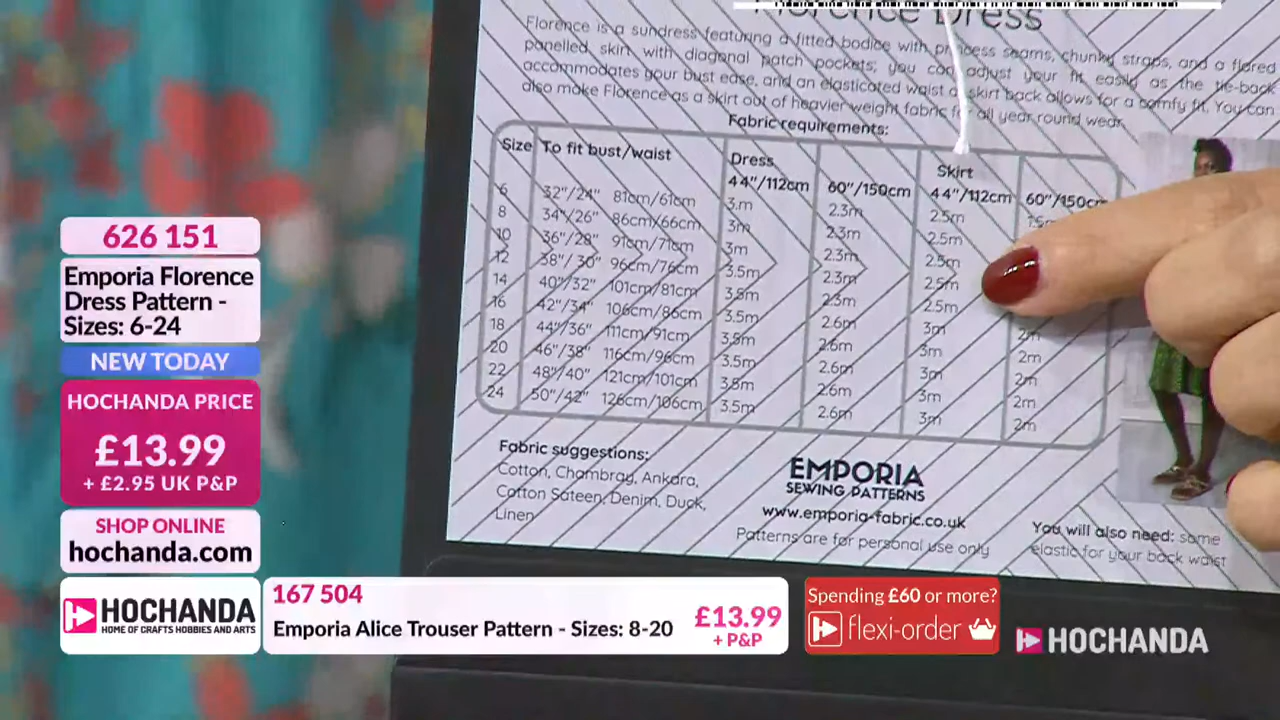 Florence Dress
Florence is a sundress featuring a fitted bodice with princess seams, chunky straps, and a flared
panelled, skirt with diagonal patch pockets; you can adjust your fit easily as the tie-back
accommodates your bust ease, and an elasticated waist skirt back allows for a comfy fit. You can
also make Florence as a skirt out of heavier weight fabric for all year round wear.
Fabric requirements:
Size To fit bust/waist Dress Skirt
44"/112cm 60"/150cm 44"/112cm 60"/150cm
6 32"/24" 81cm/61cm 3.m 2.3m 2.5m 1.5m
8 34"/26" 86cm/66cm 3m 2.3m 2.5m
10 36"/28" 91cm/71cm 3m 2.3m 2.5m
12 38"/30" 96cm/76cm 3.5m 2.3m 2.5m
14 40"/32" 101cm/81cm 3.5m 2.3m 2.5m
16 42"/34" 106cm/86cm 3.5m 2.6m 3m 2m
18 44"/36" 111cm/91cm 3.5m 2.6m 3m 2m
20 46"/38" 116cm/96cm 3.5m 2.6m 3m 2m
22 48"/40" 121cm/101cm 3.5m 2.6m 3m 2m
24 50"/42" 126cm/106cm 3.5m 2.6m 3m 2m
Fabric suggestions:
Cotton, Chambray, Ankara,
Cotton Sateen, Denim, Duck,
Linen
EMPORIA
SEWING PATTERNS
www.emporia-fabric.co.uk
Patterns are for personal use only
You will also need: some
elastic for your back waist
626 151
Emporia Florence
Dress Pattern -
Sizes: 6-24
NEW TODAY
HOCHANDA PRICE
£13.99
+ £2.95 UK P&P
SHOP ONLINE
hochanda.com
HOCHANDA
HOME OF CRAFTS HOBBIES AND ARTS
167 504
Emporia Alice Trouser Pattern - Sizes: 8-20
£13.99
+ P&P
Spending £60 or more?
flexi-order
HOCHANDA